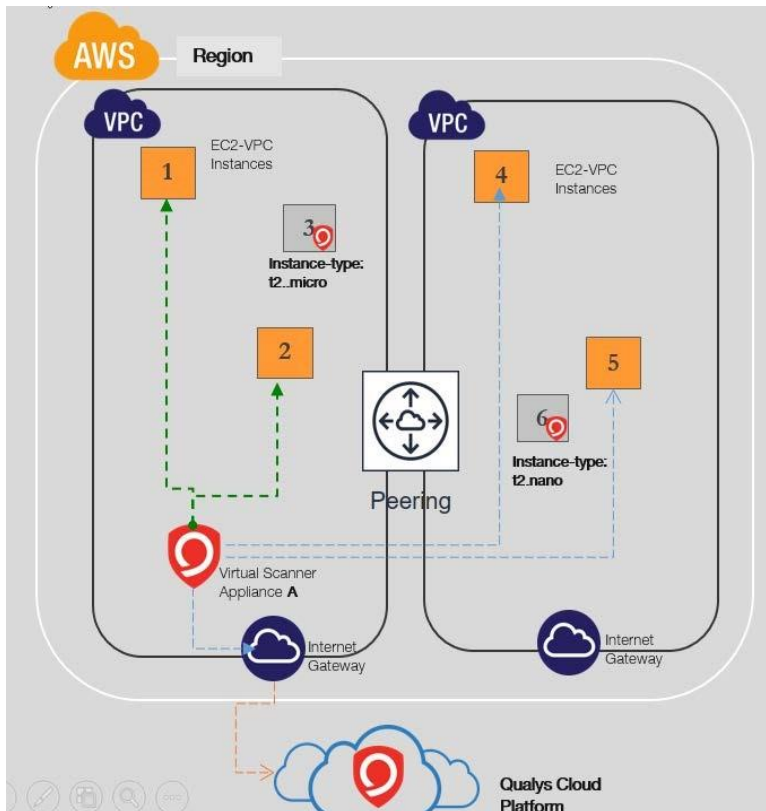 AWS
Region
VPC
EC2-VPC
Instances
1
3
Instance-type:
t2..micro
2
VPC
EC2-VPC
Instances
4
5
6
Instance-type:
t2.nano
Peering
Virtual Scanner
Appliance A
Internet
Gateway
Internet
Gateway
Qualys Cloud
Platform